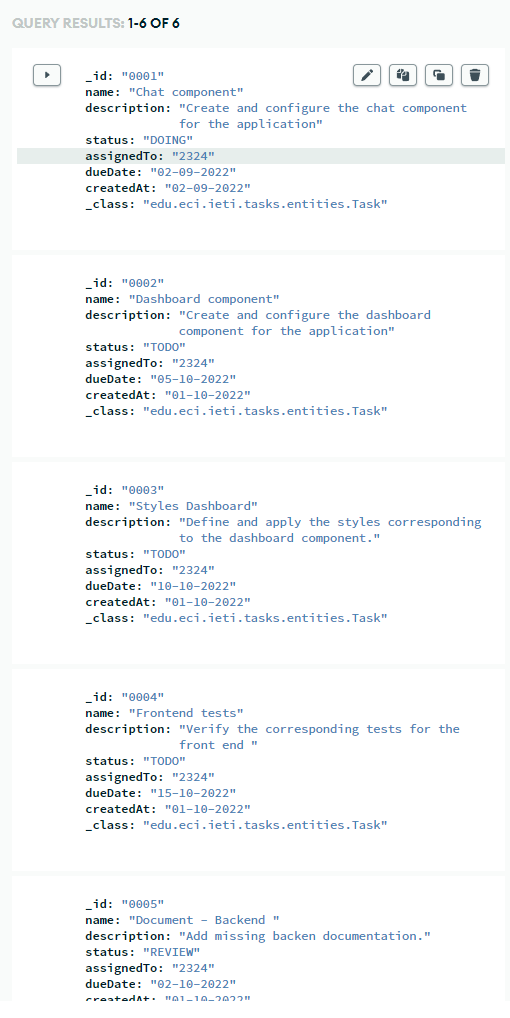 QUERY RESULTS: 1-6 OF 6
_id: "0001"
name: "Chat component"
description: "Create and configure the chat component
for the application"
status: "DOING"
assignedTo: "2324"
dueDate: "02-09-2022"
createdAt: "02-09-2022"
_class: "edu.eci.ieti.tasks.entities.Task"
_id: "0002"
name: "Dashboard component"
description: "Create and configure the dashboard
component for the application"
status: "TODO"
assignedTo: "2324"
dueDate: "05-10-2022"
createdAt: "01-10-2022"
_class: "edu.eci.ieti.tasks.entities.Task"
_id: "0003"
name: "Styles Dashboard"
description: "Define and apply the styles corresponding
to the dashboard component."
status: "TODO"
assignedTo: "2324"
dueDate: "10-10-2022"
createdAt: "01-10-2022"
_class: "edu.eci.ieti.tasks.entities.Task"
_id: "0004"
name: "Frontend tests"
description: "Verify the corresponding tests for the
front end "
status: "TODO"
assignedTo: "2324"
dueDate: "15-10-2022"
createdAt: "01-10-2022"
_class: "edu.eci.ieti.tasks.entities.Task"
_id: "0005"
name: "Document - Backend "
description: "Add missing backen documentation."
status: "REVIEW"
assignedTo: "2324"
dueDate: "02-10-2022"
createdAt: "01-10-2022"